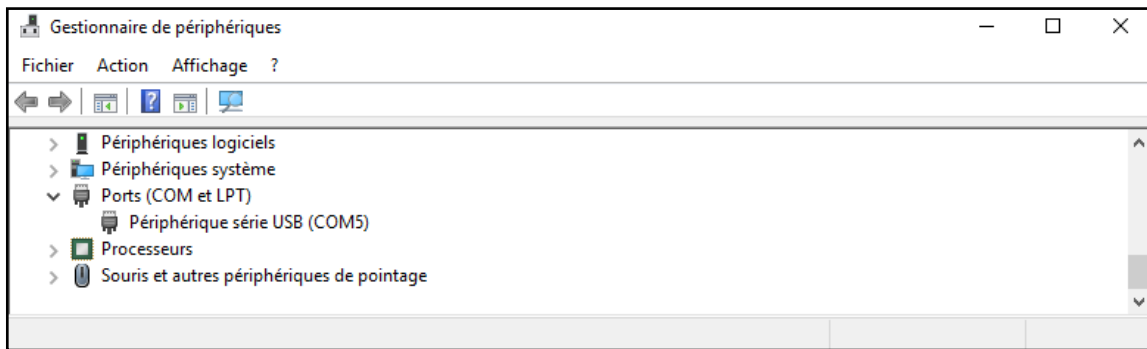 Gestionnaire de périphériques
Fichier Action Affichage ?
Périphériques logiciels
Périphériques système
Ports (COM et LPT)
Périphérique série USB (COM5)
Processeurs
Souris et autres périphériques de pointage